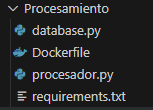 Procesamiento
database.py
Dockerfile
procesador.py
requirements.txt